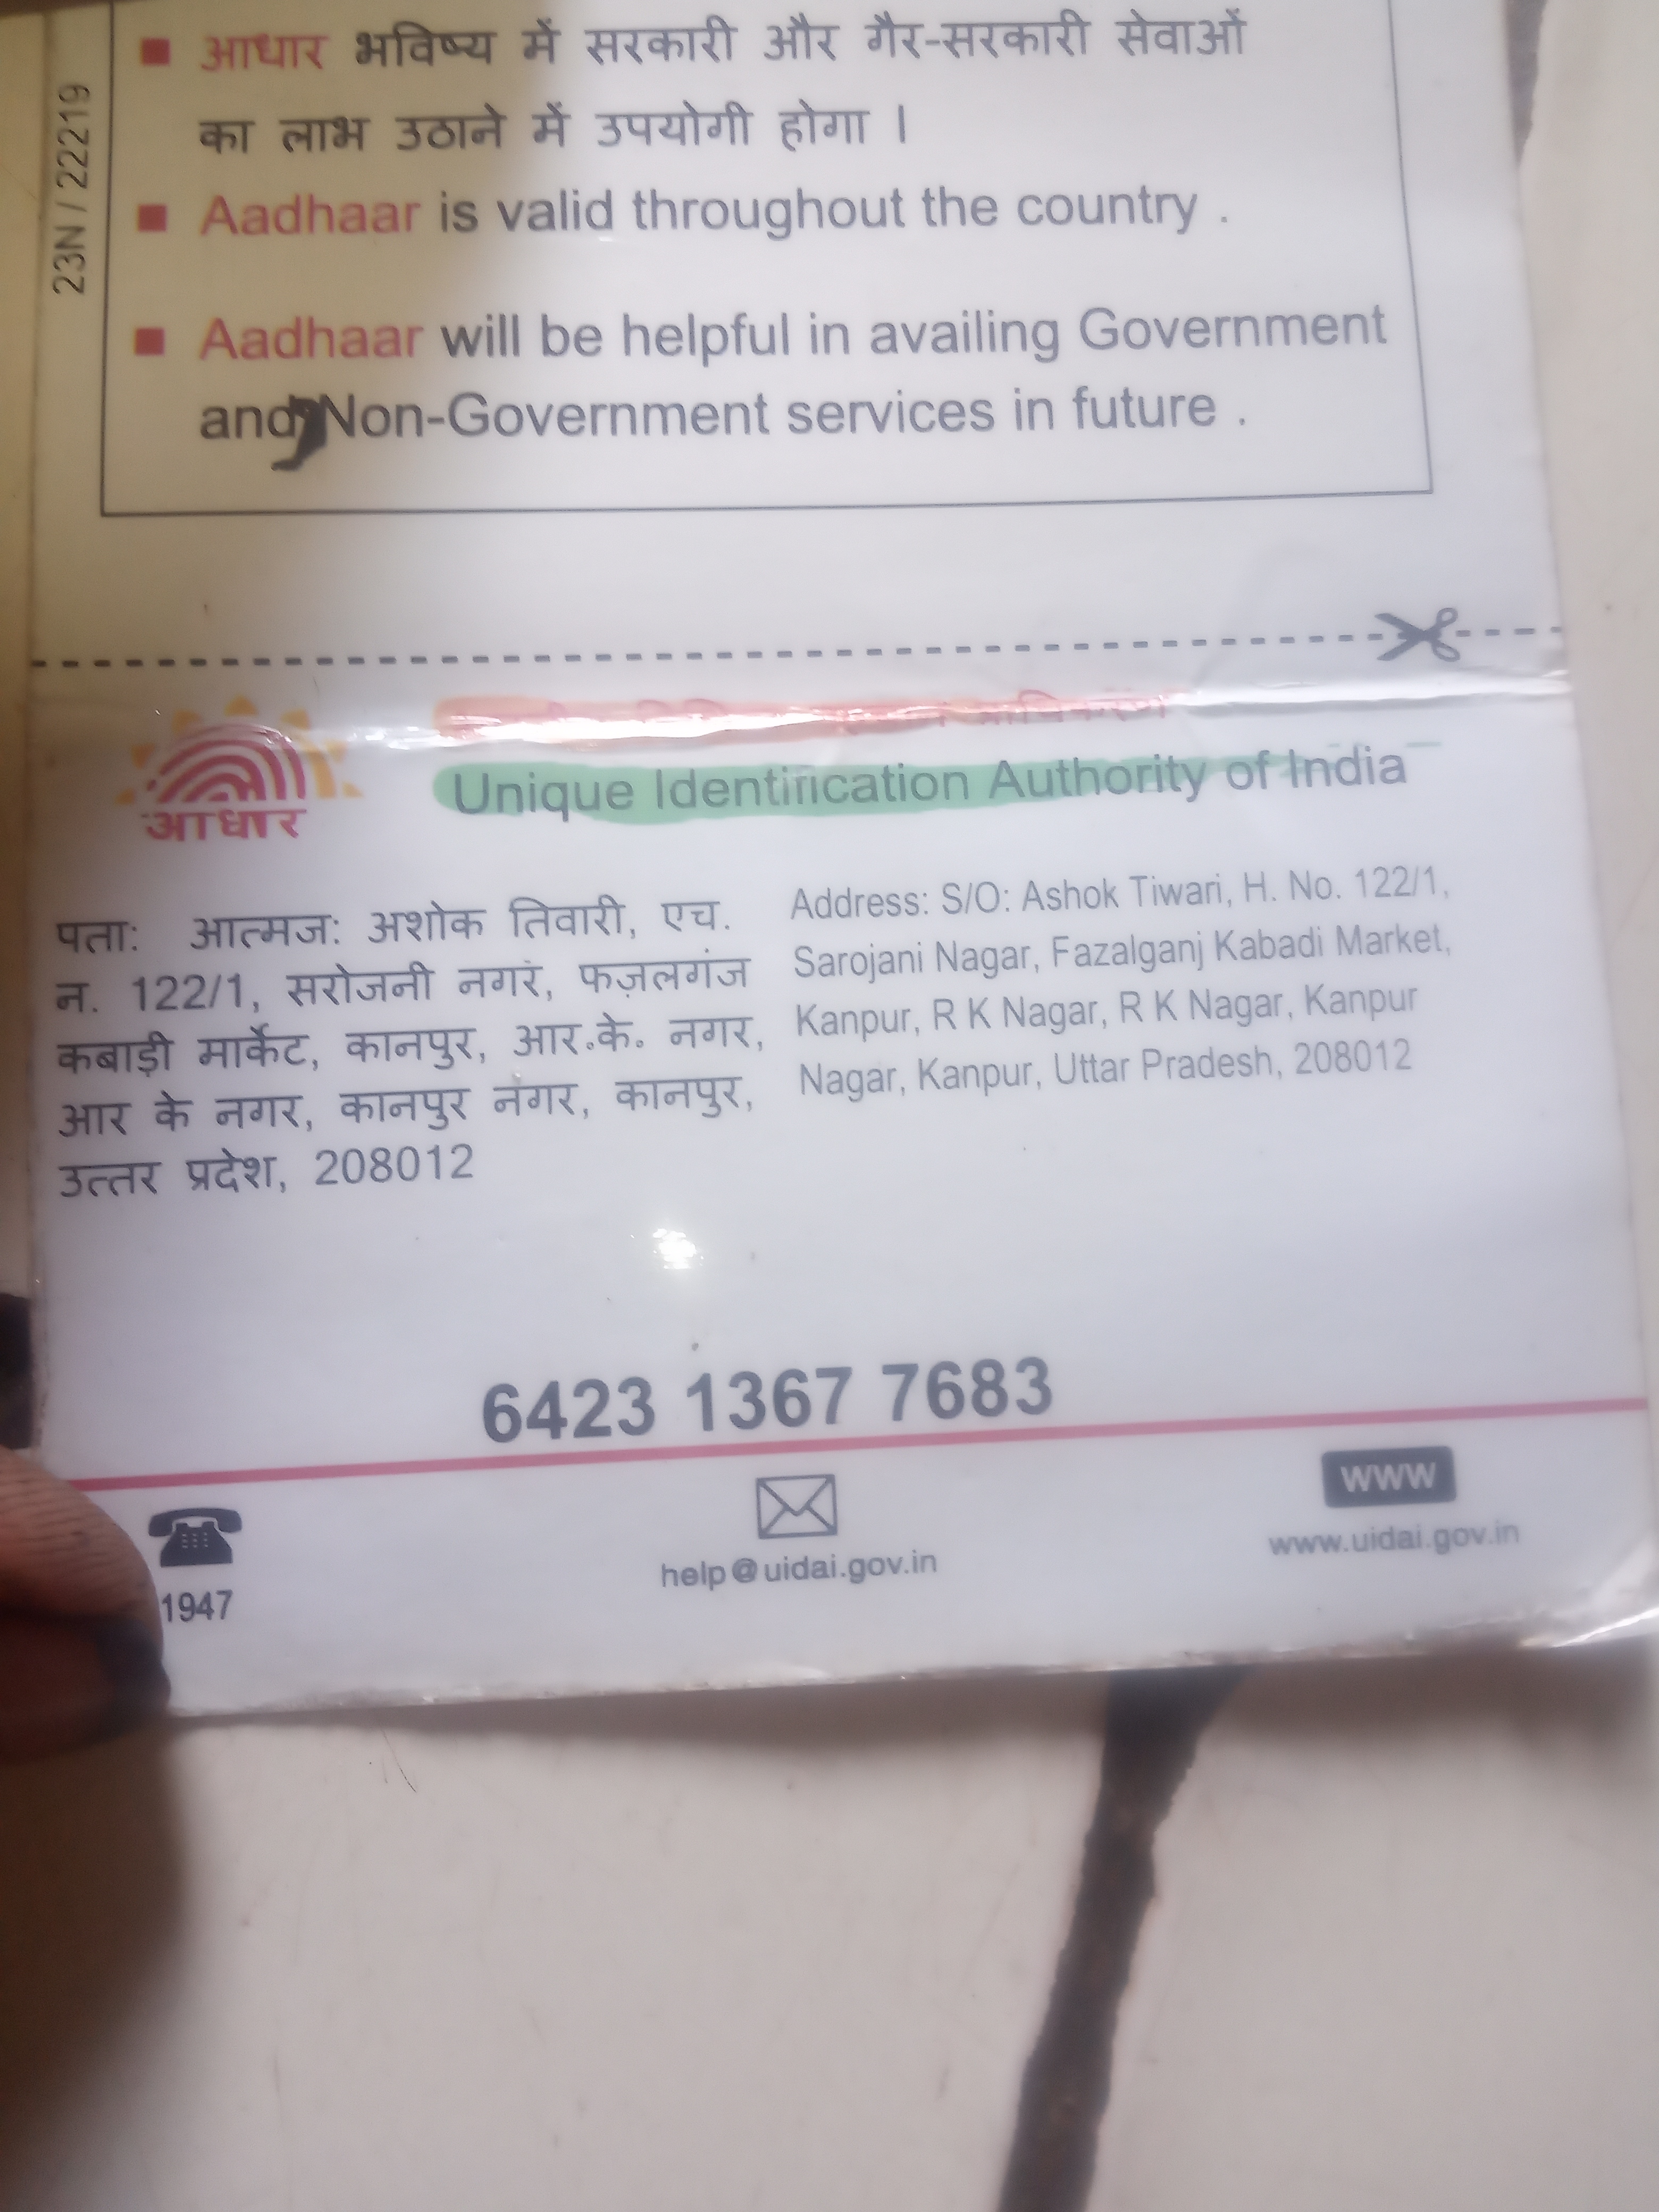 23N / 22219
आधार भविष्य में सरकारी और गैर-सरकारी सेवाओं
का लाभ उठाने में उपयोगी होगा ।
Aadhaar is valid throughout the country .
Aadhaar will be helpful in availing Government
and Non-Government services in future .
आधार
Unique Identification Authority of India
पता: आत्मज: अशोक तिवारी, एच.
न. 122/1, सरोजनी नगर, फज़लगंज
कबाड़ी मार्केट, कानपुर, आर.के. नगर,
आर के नगर, कानपुर नगर, कानपुर,
उत्तर प्रदेश, 208012
Address: S/O: Ashok Tiwari, H. No. 122/1,
Sarojani Nagar, Fazalganj Kabadi Market,
Kanpur, R K Nagar, R K Nagar, Kanpur
Nagar, Kanpur, Uttar Pradesh, 208012
6423 1367 7683
1947
help@uidai.gov.in
www
www.uidai.gov.in